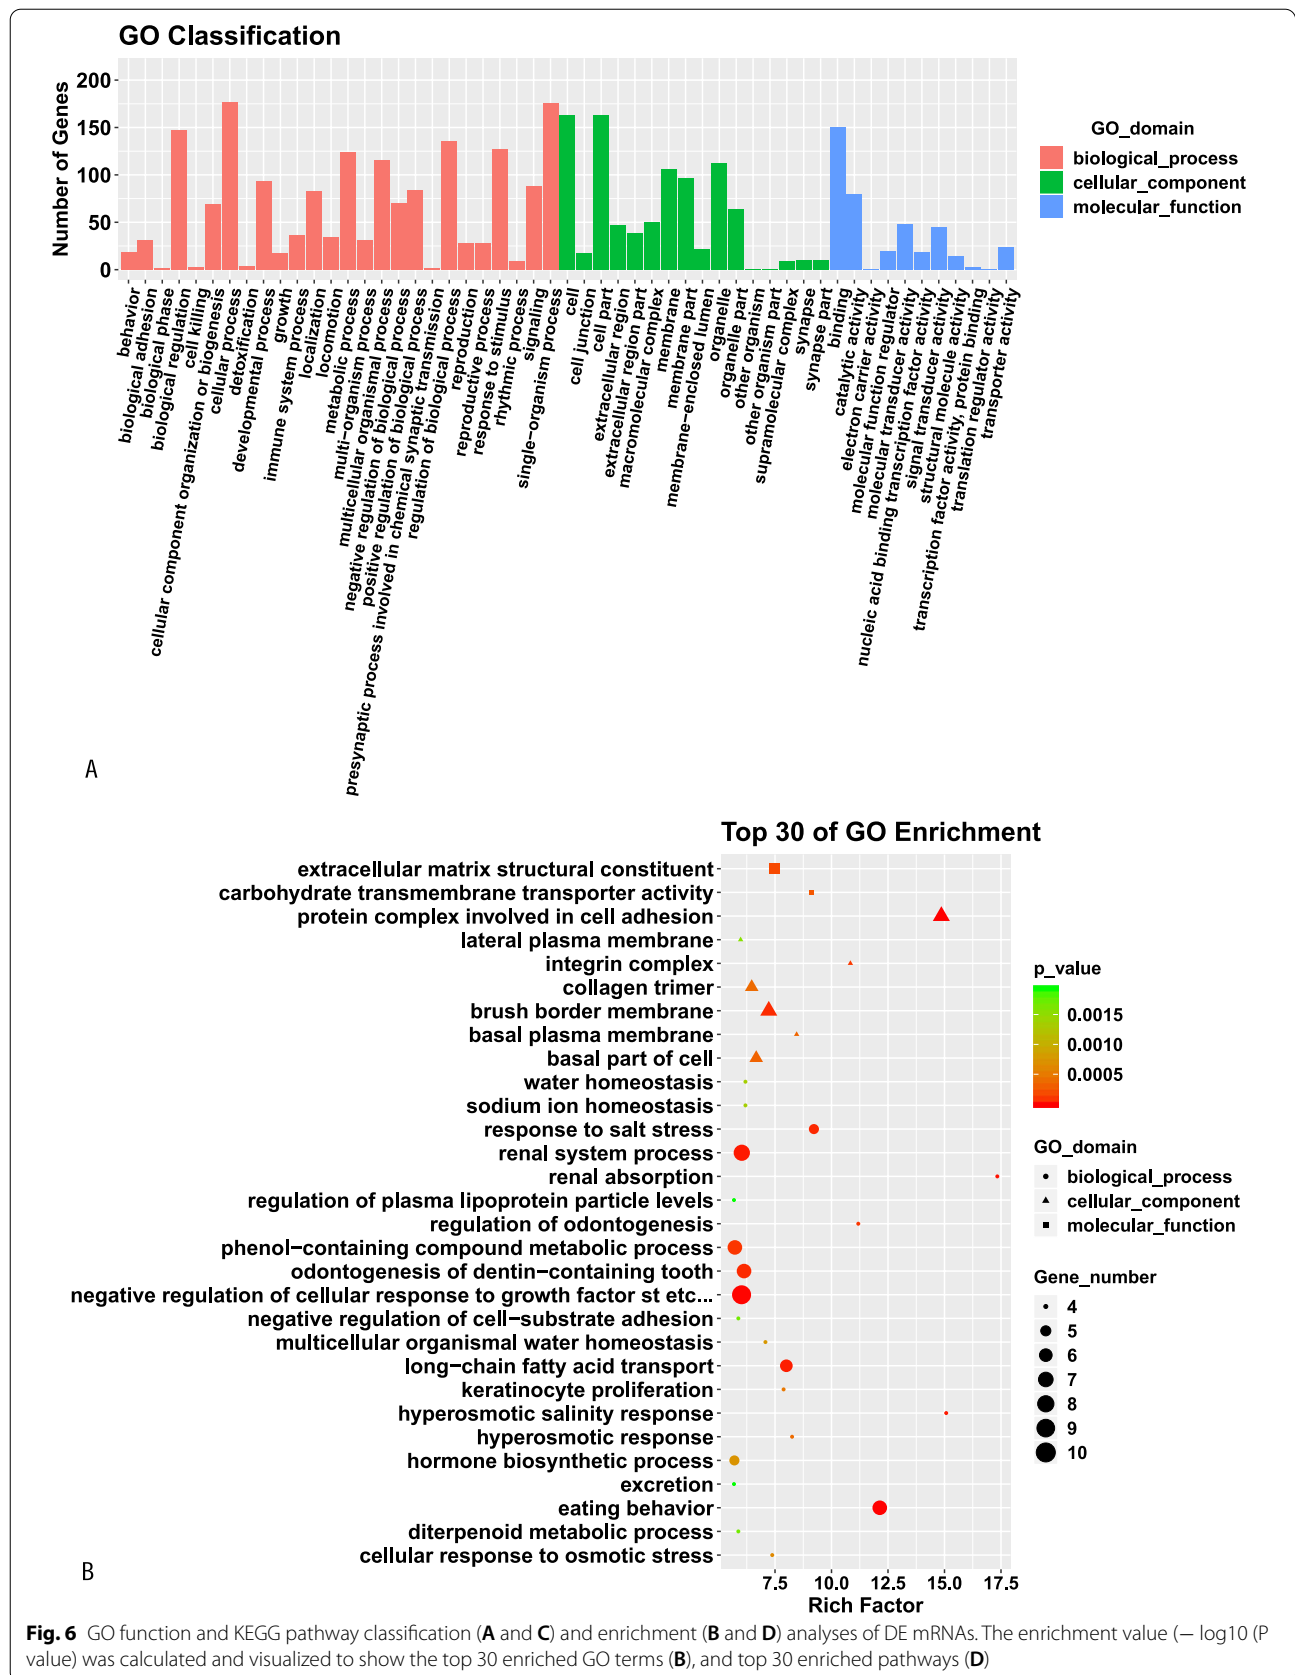 GO Classification
Number of Genes
200
150
100
50
0
behavior
biological adhesion
biological phase
biological regulation
cell killing
cellular component organization or biogenesis
cellular process
detoxification
developmental process
growth
immune system process
localization
locomotion
metabolic process
multi−organism process
multicellular organismal process
negative regulation of biological process
positive regulation of biological process
presynaptic process involved in chemical synaptic transmission
regulation of biological process
reproduction
reproductive process
response to stimulus
rhythmic process
signaling
single−organism process
cell
cell junction
cell part
extracellular region
extracellular region part
macromolecular complex
membrane
membrane part
membrane−enclosed lumen
organelle
organelle part
other organism
other organism part
supramolecular complex
synapse
synapse part
binding
catalytic activity
electron carrier activity
molecular function regulator
molecular transducer activity
nucleic acid binding transcription factor activity
signal transducer activity
structural molecule activity
transcription factor activity, protein binding
translation regulator activity
transporter activity
GO_domain
biological_process
cellular_component
molecular_function
A
Top 30 of GO Enrichment
extracellular matrix structural constituent
carbohydrate transmembrane transporter activity
protein complex involved in cell adhesion
lateral plasma membrane
integrin complex
collagen trimer
brush border membrane
basal plasma membrane
basal part of cell
water homeostasis
sodium ion homeostasis
response to salt stress
renal system process
renal absorption
regulation of plasma lipoprotein particle levels
regulation of odontogenesis
phenol−containing compound metabolic process
odontogenesis of dentin−containing tooth
negative regulation of cellular response to growth factor st etc...
negative regulation of cell−substrate adhesion
multicellular organismal water homeostasis
long−chain fatty acid transport
keratinocyte proliferation
hyperosmotic salinity response
hyperosmotic response
hormone biosynthetic process
excretion
eating behavior
diterpenoid metabolic process
cellular response to osmotic stress
7.5 10.0 12.5 15.0 17.5
Rich Factor
p_value
0.0015
0.0010
0.0005
GO_domain
biological_process
cellular_component
molecular_function
Gene_number
4
5
6
7
8
9
10
B
Fig. 6 GO function and KEGG pathway classification (A and C) and enrichment (B and D) analyses of DE mRNAs. The enrichment value (− log10 (P
value) was calculated and visualized to show the top 30 enriched GO terms (B), and top 30 enriched pathways (D)